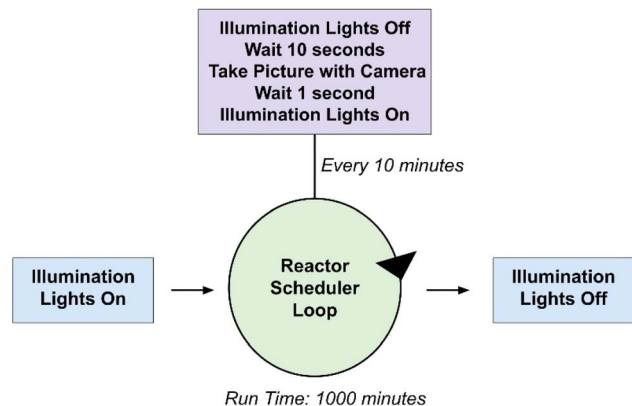 Illumination Lights Off
Wait 10 seconds
Take Picture with Camera
Wait 1 second
Illumination Lights On
Every 10 minutes
Illumination
Lights On
Reactor
Scheduler
Loop
Illumination
Lights Off
Run Time: 1000 minutes